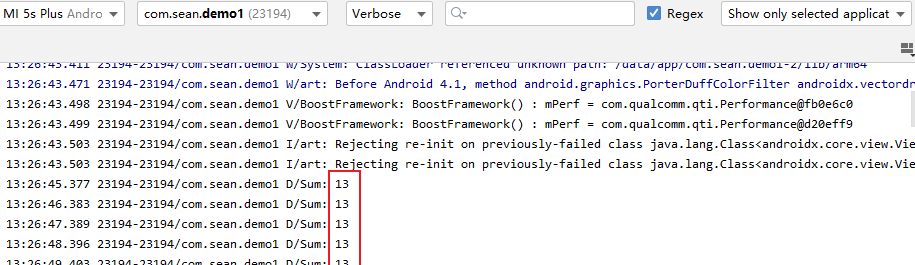 MI 5s Plus Andro com.sean.demo1 (23194) Verbose Regex Show only selected applicat
13:26:43.411 23194-23194/com.sean.demo1 W/System: ClassLoader referenced unknown path: /data/app/com.sean.demo1-2/lib/arm64
13:26:43.471 23194-23194/com.sean.demo1 W/art: Before Android 4.1, method android.graphics.PorterDuffColorFilter androidx.vectordr
13:26:43.498 23194-23194/com.sean.demo1 V/BoostFramework: BoostFramework() : mPerf = com.qualcomm.qti.Performance@fb0e6c0
13:26:43.499 23194-23194/com.sean.demo1 V/BoostFramework: BoostFramework() : mPerf = com.qualcomm.qti.Performance@d20eff9
13:26:43.503 23194-23194/com.sean.demo1 I/art: Rejecting re-init on previously-failed class java.lang.Class<androidx.core.view.Vie
13:26:43.503 23194-23194/com.sean.demo1 I/art: Rejecting re-init on previously-failed class java.lang.Class<androidx.core.view.Vie
13:26:45.377 23194-23194/com.sean.demo1 D/Sum: 13
13:26:46.383 23194-23194/com.sean.demo1 D/Sum: 13
13:26:47.389 23194-23194/com.sean.demo1 D/Sum: 13
13:26:48.396 23194-23194/com.sean.demo1 D/Sum: 13
13:26:49.403 23194-23194/com.sean.demo1 D/Sum: 13